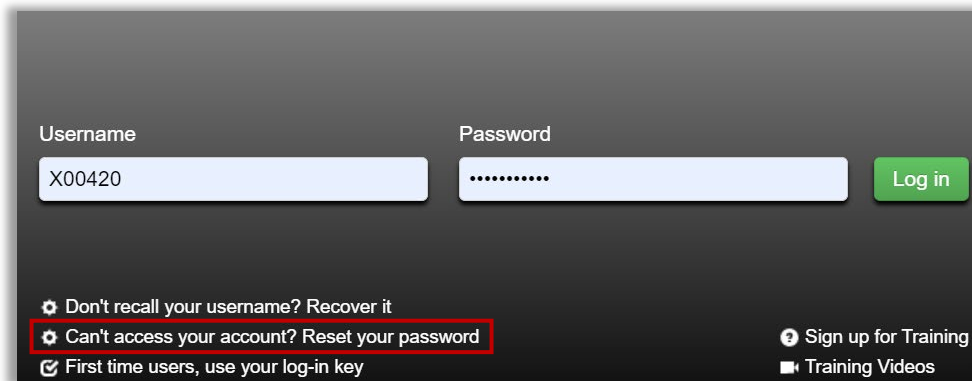 Username
Password
X00420
•••••••••••
Log in
Don't recall your username? Recover it
Can't access your account? Reset your password
First time users, use your log-in key
Sign up for Training
Training Videos